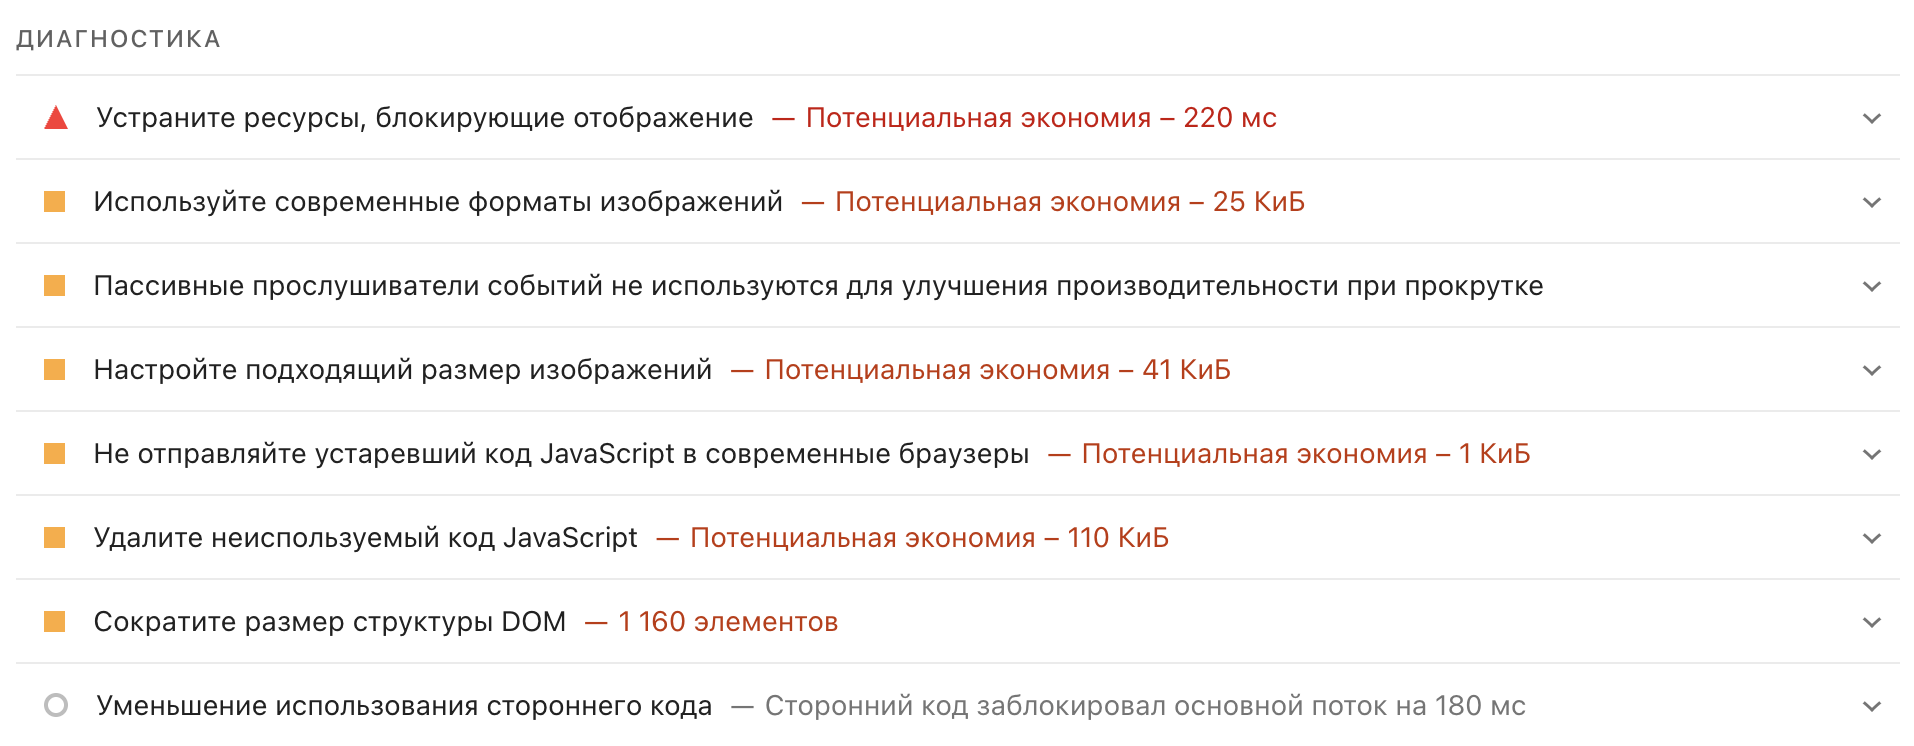 ДИАГНОСТИКА
Устраните ресурсы, блокирующие отображение — Потенциальная экономия – 220 мс
Используйте современные форматы изображений — Потенциальная экономия – 25 КиБ
Пассивные прослушиватели событий не используются для улучшения производительности при прокрутке
Настройте подходящий размер изображений — Потенциальная экономия – 41 КиБ
Не отправляйте устаревший код JavaScript в современные браузеры — Потенциальная экономия – 1 КиБ
Удалите неиспользуемый код JavaScript — Потенциальная экономия – 110 КиБ
Сократите размер структуры DOM — 1 160 элементов
Уменьшение использования стороннего кода — Сторонний код заблокировал основной поток на 180 мс